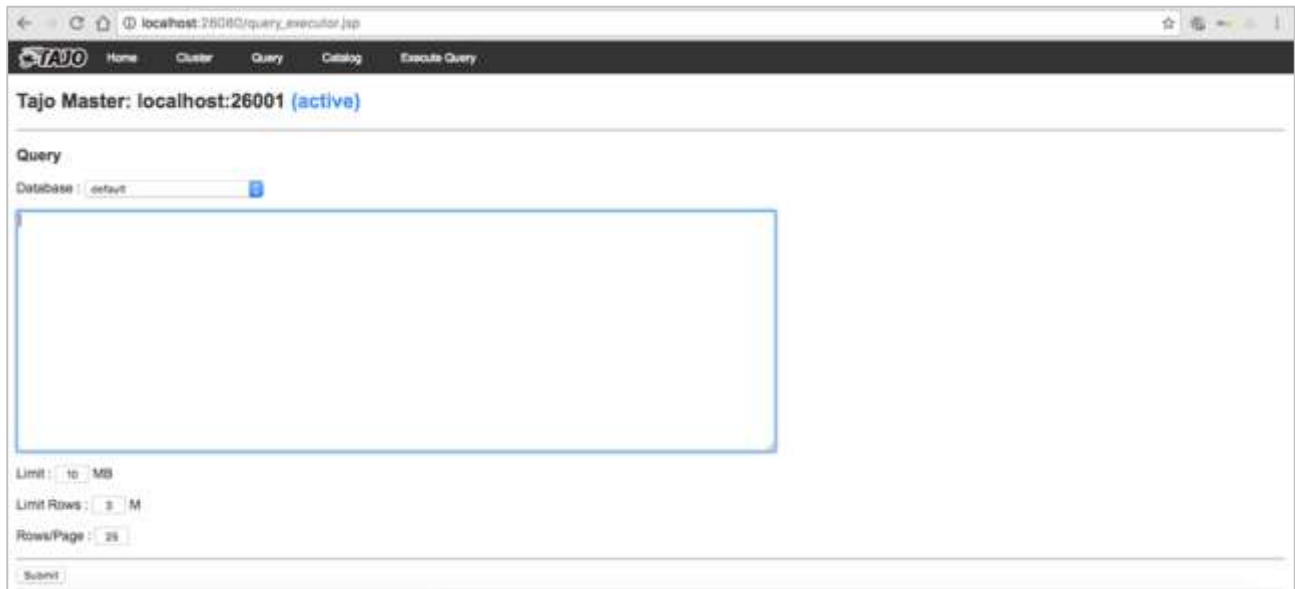 localhost:26080/query_executor.jsp
TAJO Home Cluster Query Catalog Execute Query
Tajo Master: localhost:26001 (active)
Query
Database : default
Limit : 10 MB
Limit Rows : 3 M
Rows/Page : 25
Submit